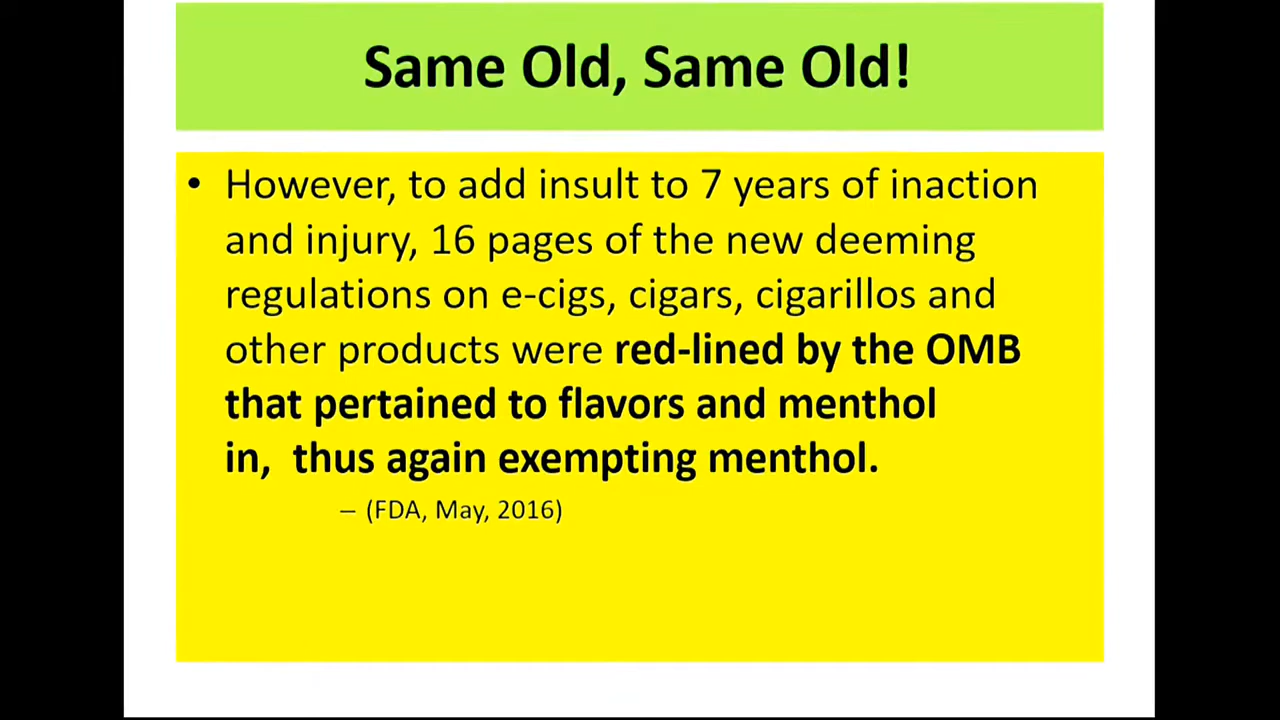 Same Old, Same Old!
• However, to add insult to 7 years of inaction
and injury, 16 pages of the new deeming
regulations on e-cigs, cigars, cigarillos and
other products were red-lined by the OMB
that pertained to flavors and menthol
in,  thus again exempting menthol.
– (FDA, May, 2016)